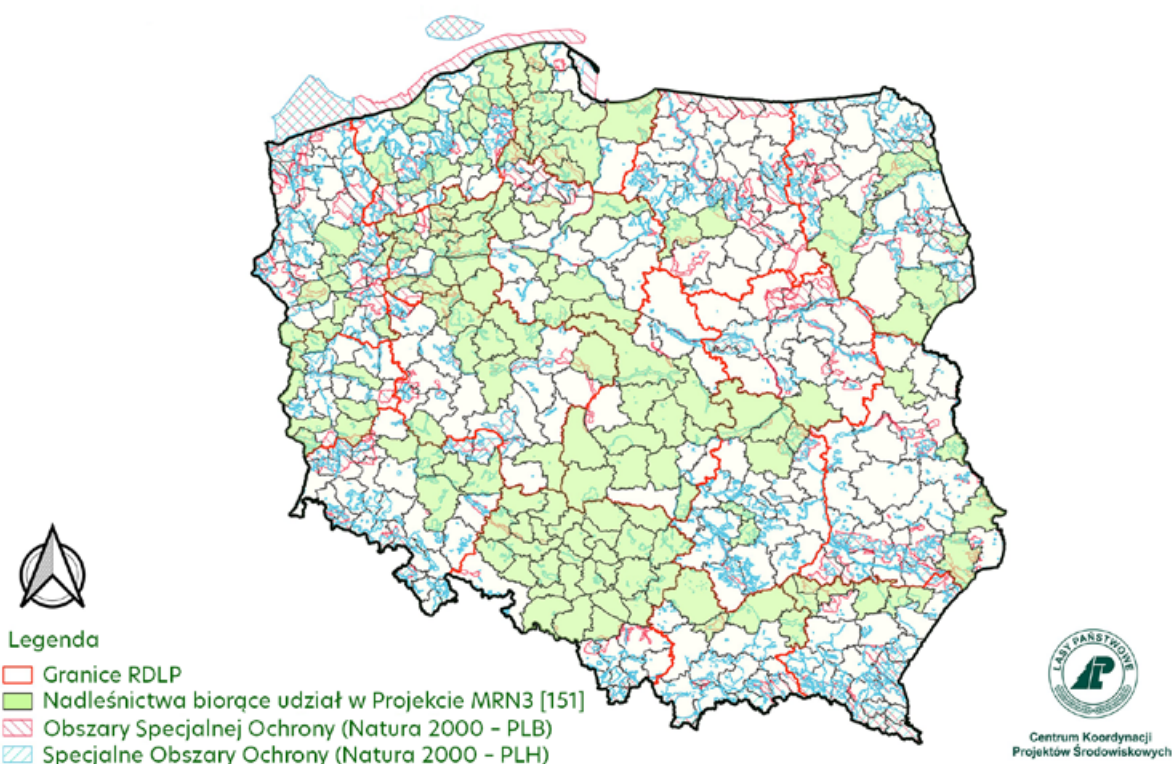 Legenda
Granice RDLP
Nadleśnictwa biorące udział w Projekcie MRN3 [151]
Obszary Specjalnej Ochrony (Natura 2000 - PLB)
Specjalne Obszary Ochrony (Natura 2000 - PLH)
LASY PAŃSTWOWE
Centrum Koordynacji
Projektów Środowiskowych